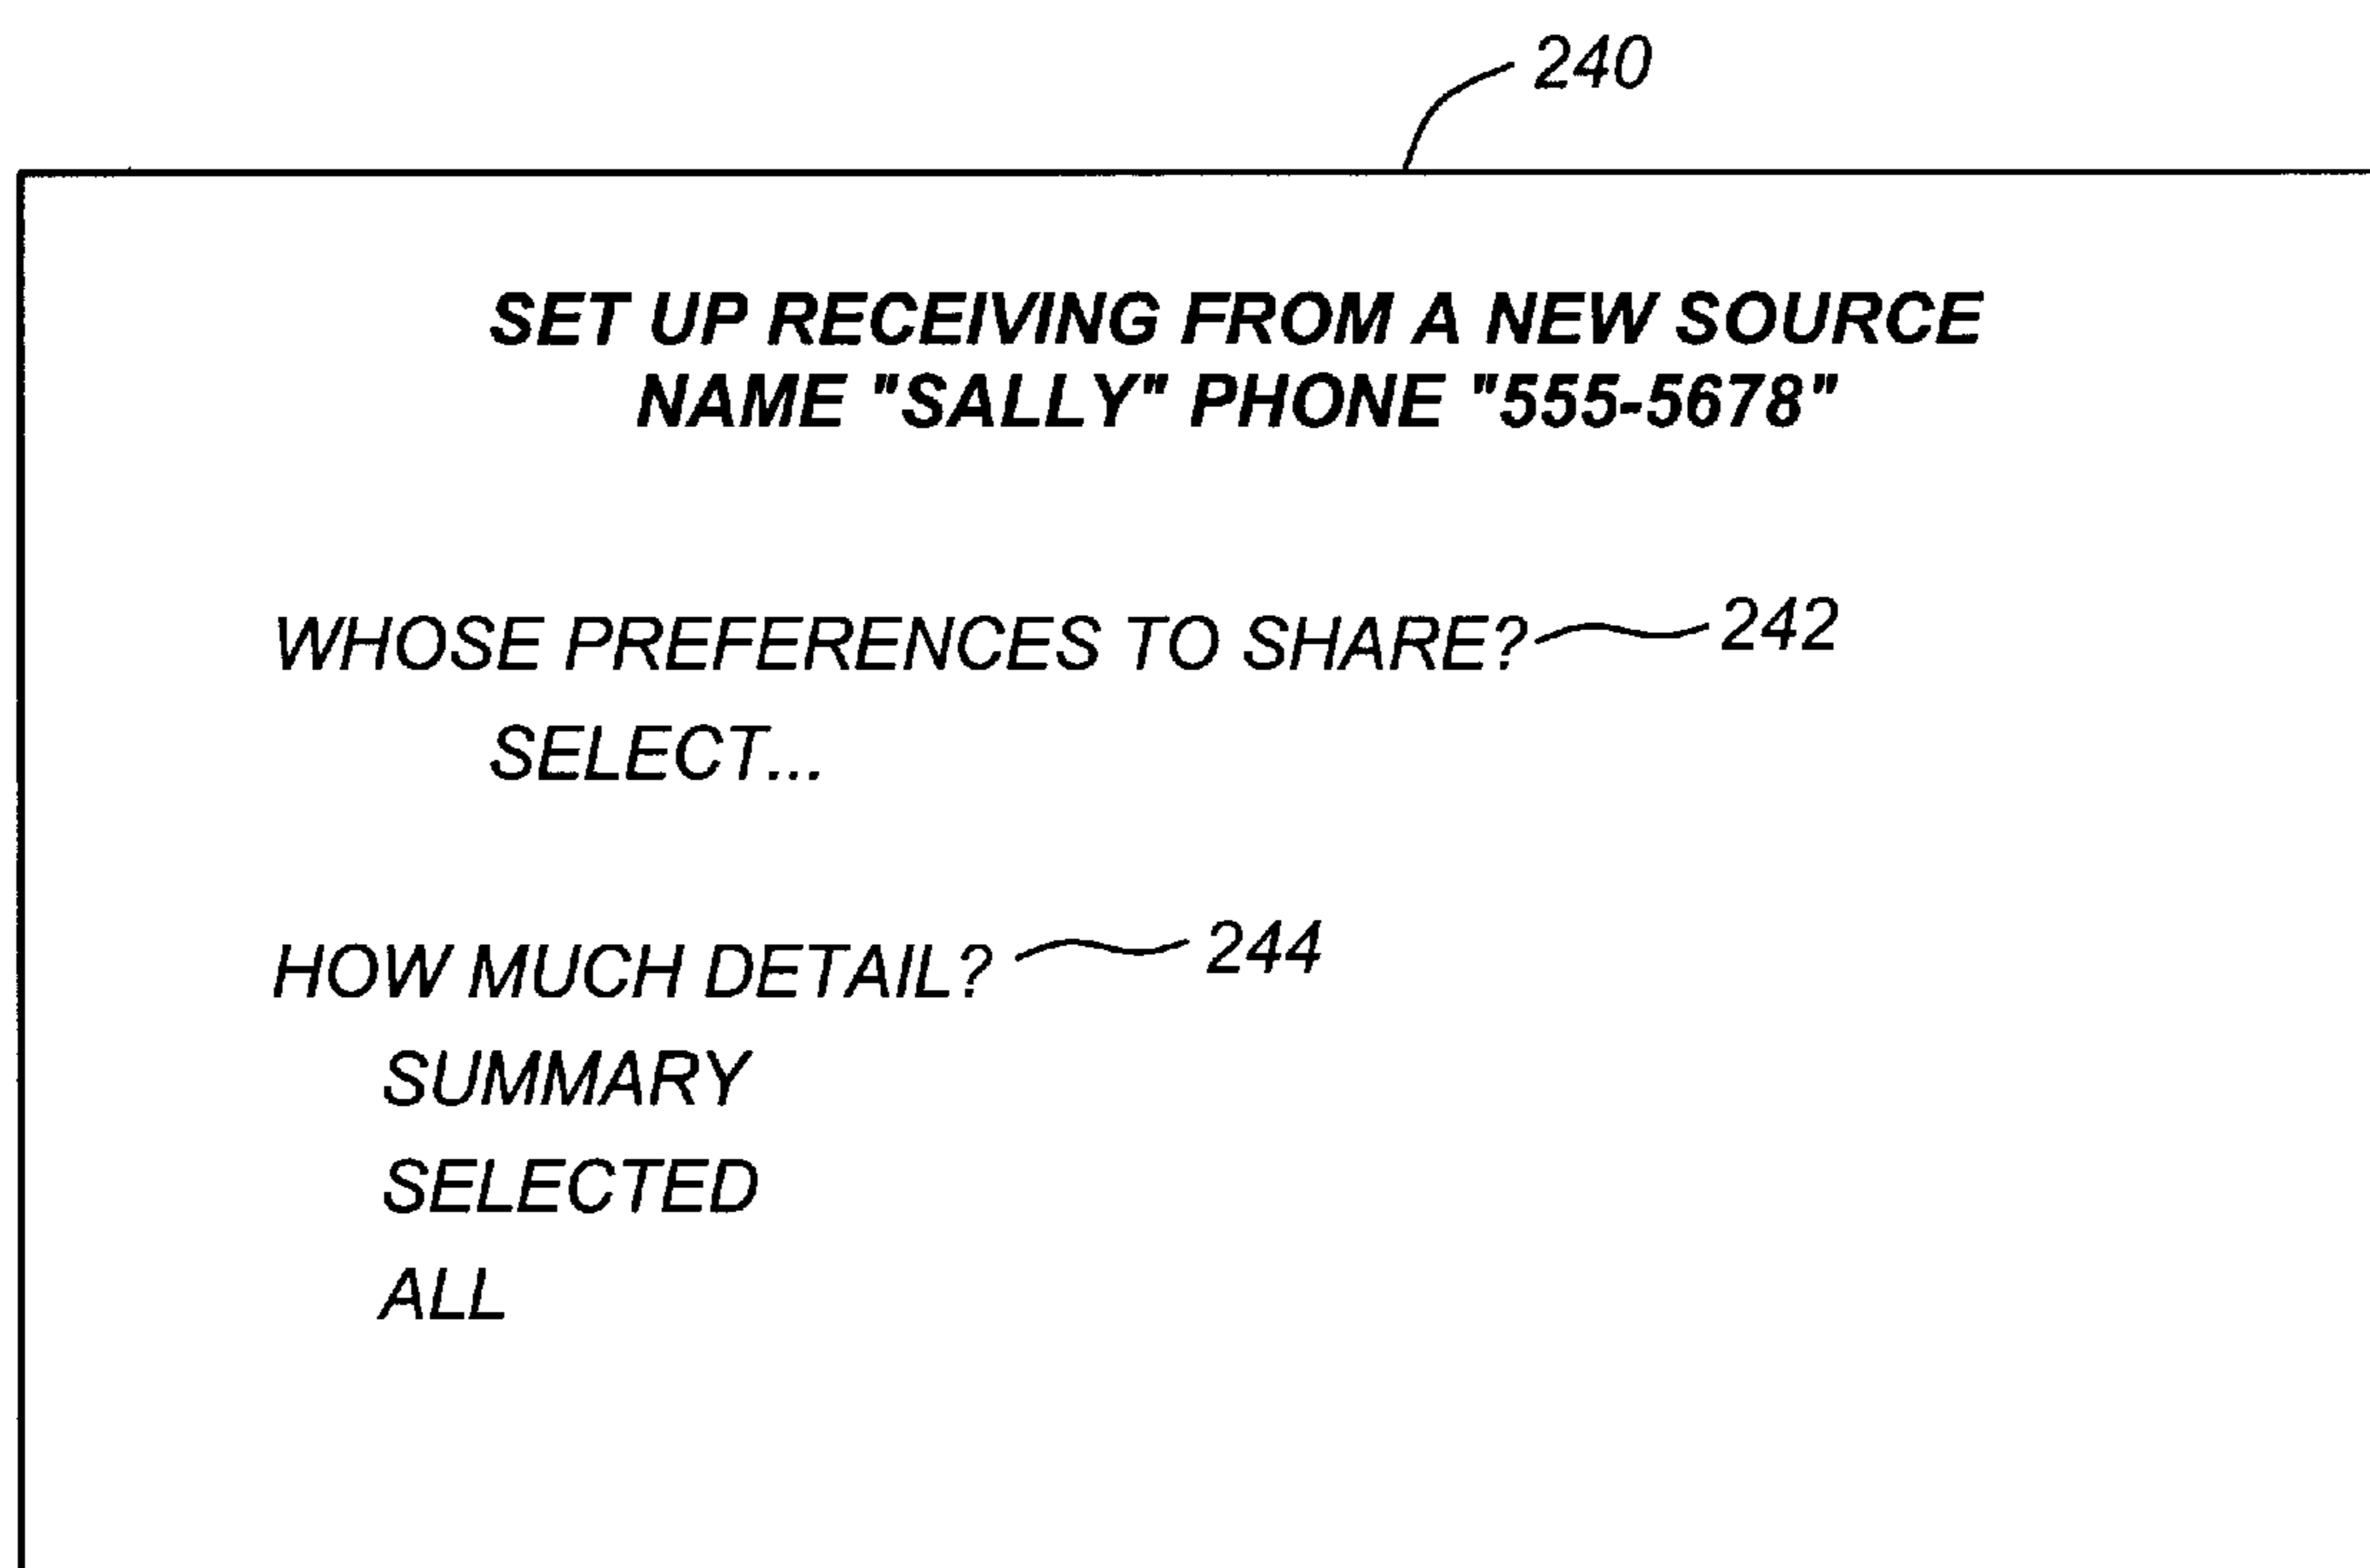 240
SET UP RECEIVING FROM A NEW SOURCE
NAME "SALLY" PHONE "555-5678"
WHOSE PREFERENCES TO SHARE? 242
SELECT...
HOW MUCH DETAIL? 244
SUMMARY
SELECTED
ALL